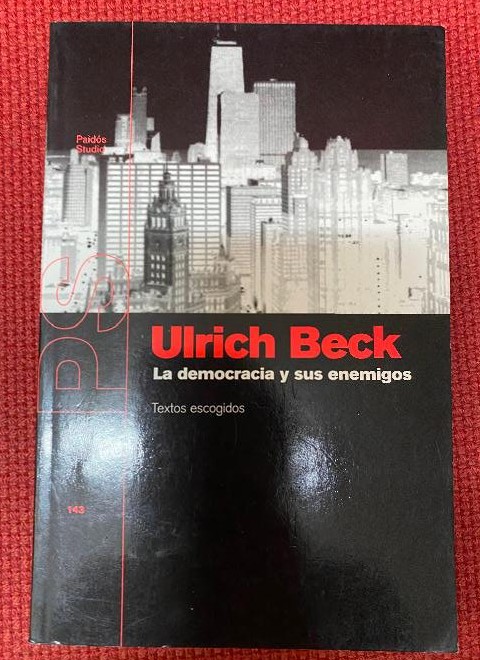 Paidós
Studio
PS
Ulrich Beck
La democracia y sus enemigos
Textos escogidos
143